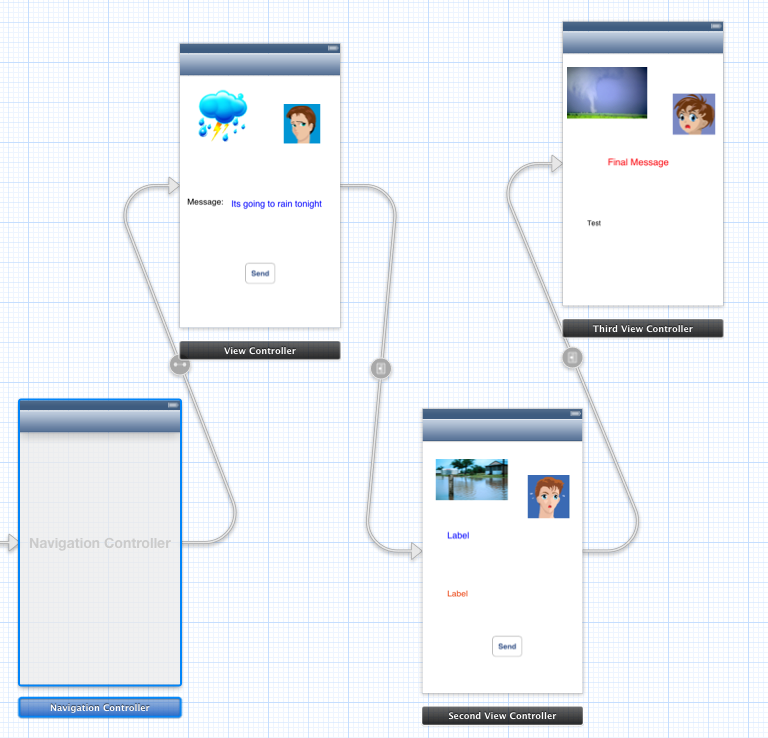 Message:
Its going to rain tonight
Send
View Controller
Final Message
Test
Third View Controller
Navigation Controller
Navigation Controller
Label
Label
Send
Second View Controller